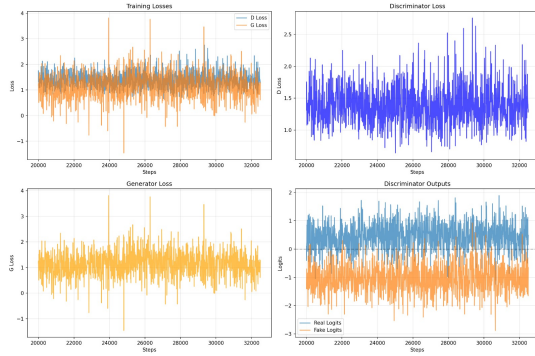 Training Losses
Discriminator Loss
D Loss
G Loss
Loss
4
3
2
1
0
−1
20000 22000 24000 26000 28000 30000 32000
Steps
D Loss
2.5
2.0
1.5
1.0
20000 22000 24000 26000 28000 30000 32000
Steps
Generator Loss
Discriminator Outputs
G Loss
4
3
2
1
0
−1
20000 22000 24000 26000 28000 30000 32000
Steps
Logits
2
1
0
−1
−2
−3
Real Logits
Fake Logits
20000 22000 24000 26000 28000 30000 32000
Steps